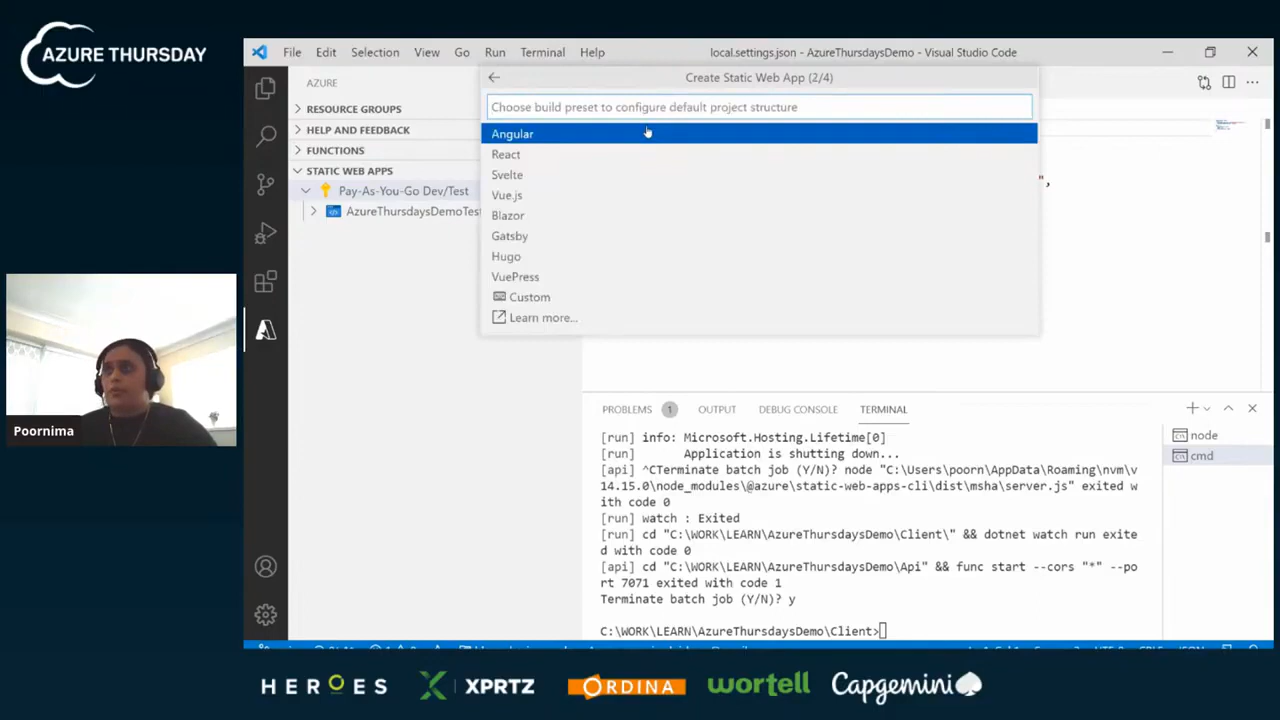 AZURE THURSDAY
File Edit Selection View Go Run Terminal Help
local.settings.json - AzureThursdaysDemo - Visual Studio Code
AZURE
RESOURCE GROUPS
HELP AND FEEDBACK
FUNCTIONS
STATIC WEB APPS
Pay-As-You-Go Dev/Test
AzureThursdaysDemoTest
Create Static Web App (2/4)
Choose build preset to configure default project structure
Angular
React
Svelte
Vue.js
Blazor
Gatsby
Hugo
VuePress
Custom
Learn more...
",
PROBLEMS 1 OUTPUT DEBUG CONSOLE TERMINAL
node
cmd
[run] info: Microsoft.Hosting.Lifetime[0]
[run]       Application is shutting down...
[api] ^CTerminate batch job (Y/N)? node "C:\Users\poorn\AppData\Roaming\nvm\v
14.15.0\node_modules\@azure\static-web-apps-cli\dist\msha\server.js" exited w
ith code 0
[run] watch : Exited
[run] cd "C:\WORK\LEARN\AzureThursdaysDemo\Client\" && dotnet watch run exite
d with code 0
[api] cd "C:\WORK\LEARN\AzureThursdaysDemo\Api" && func start --cors "*" --po
rt 7071 exited with code 1
Terminate batch job (Y/N)? y
C:\WORK\LEARN\AzureThursdaysDemo\Client>
Poornima
HEROES XPRTZ ORDINA wortell Capgemini